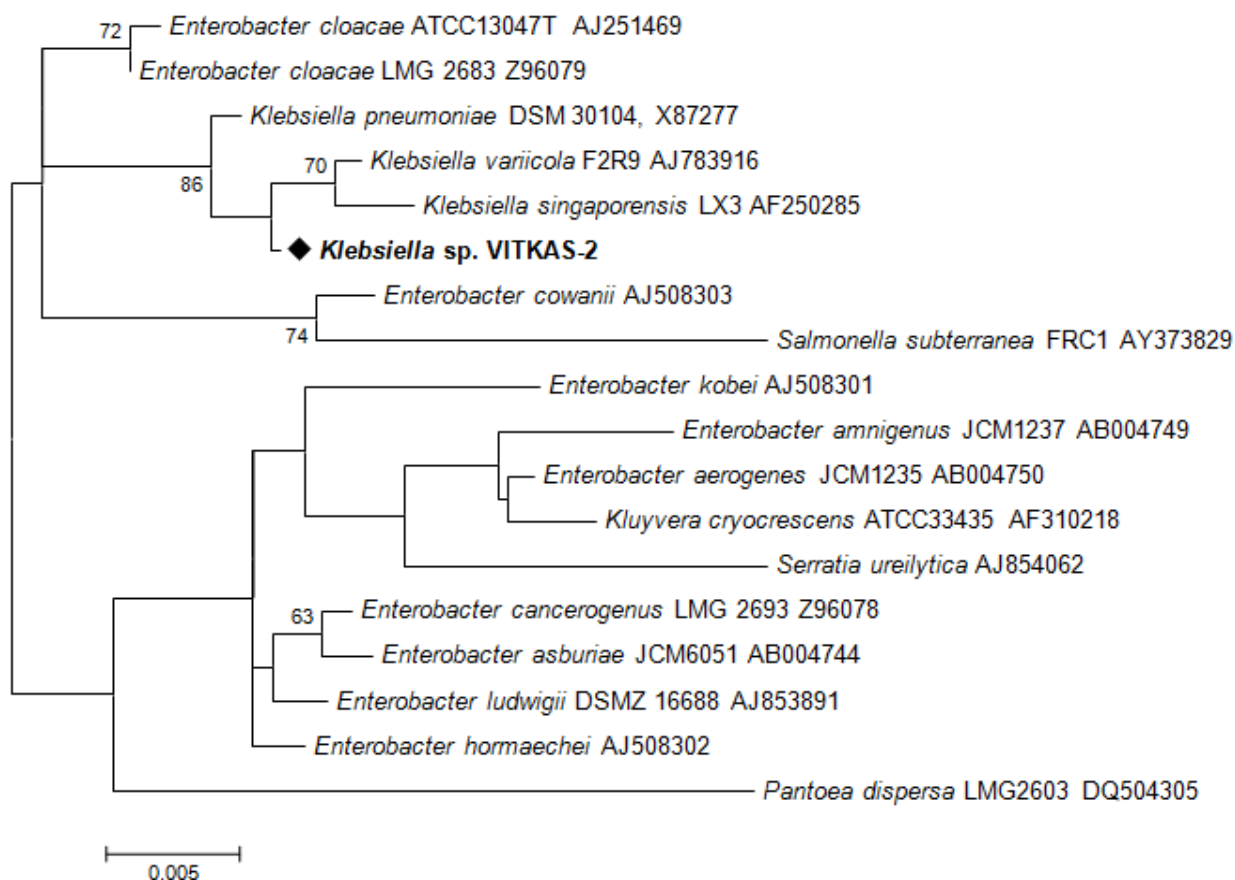 72
Enterobacter cloacae ATCC13047T AJ251469
Enterobacter cloacae LMG 2683 Z96079
Klebsiella pneumoniae DSM 30104, X87277
86
70
Klebsiella variicola F2R9 AJ783916
Klebsiella singaporensis LX3 AF250285
Klebsiella sp. VITKAS-2
Enterobacter cowanii AJ508303
74
Salmonella subterranea FRC1 AY373829
Enterobacter kobei AJ508301
Enterobacter amnigenus JCM1237 AB004749
Enterobacter aerogenes JCM1235 AB004750
Kluyvera cryocrescens ATCC33435 AF310218
Serratia ureilytica AJ854062
63
Enterobacter cancerogenus LMG 2693 Z96078
Enterobacter asburiae JCM6051 AB004744
Enterobacter ludwigii DSMZ 16688 AJ853891
Enterobacter hormaechei AJ508302
Pantoea dispersa LMG2603 DQ504305
0.005